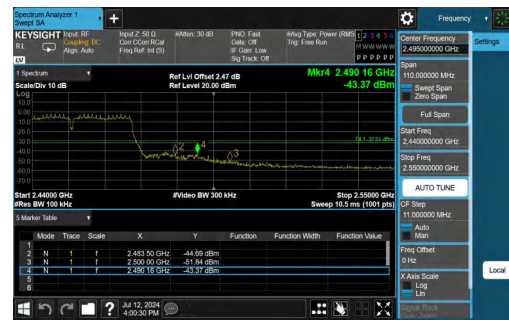 Spectrum Analyzer 1
Swept SA
Frequency
KEYSIGHT
RL
Input: RF
Coupling: DC
Align: Auto
Input Z: 50 Ω
Corr CCorr RCal
Freq Ref: Int (S)
#Atten: 30 dB
PNO: Fast
Gate: Off
IF Gain: Low
Sig Track: Off
#Avg Type: Power (RMS)
Trig: Free Run
1 2 3 4 5 6
M W W W W W
P P P P P P
Center Frequency
2.495000000 GHz
Settings
Span
110.000000 MHz
Swept Span
Zero Span
Full Span
Start Freq
2.440000000 GHz
Stop Freq
2.550000000 GHz
AUTO TUNE
CF Step
11.000000 MHz
Auto
Man
Freq Offset
0 Hz
X Axis Scale
Log
Lin
Signal Track
Local
LV
1 Spectrum
Scale/Div 10 dB
Ref Lvl Offset 2.47 dB
Ref Level 20.00 dBm
Mkr4 2.490 16 GHz
-43.37 dBm
Log
10.0
0.00
-10.0
-20.0
-30.0
-40.0
-50.0
-60.0
-70.0
2
4
3
Start 2.44000 GHz
#Res BW 100 kHz
#Video BW 300 kHz
Stop 2.55000 GHz
Sweep 10.5 ms (1001 pts)
5 Marker Table
Mode Trace Scale X Y Function Function Width Function Value
1
2 N 1 f 2.483 50 GHz -44.69 dBm
3 N 1 f 2.500 00 GHz -51.84 dBm
4 N 1 f 2.490 16 GHz -43.37 dBm
5
6
?
Jul 12, 2024
4:00:30 PM